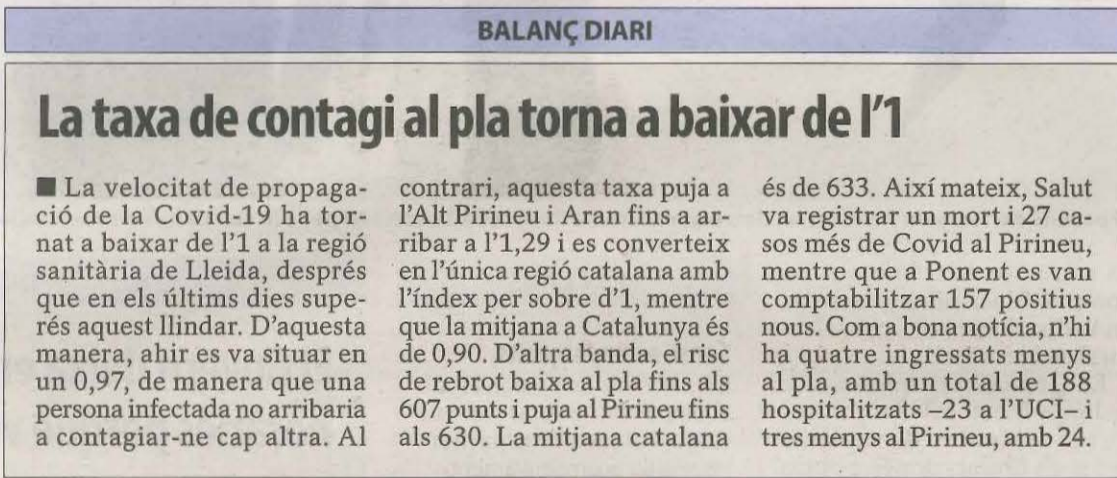 BALANÇ DIARI
La taxa de contagi al pla torna a baixar de l'1
■ La velocitat de propaga-
ció de la Covid-19 ha tor-
nat a baixar de l'1 a la regió
sanitària de Lleida, després
que en els últims dies supe-
rés aquest llindar. D'aquesta
manera, ahir es va situar en
un 0,97, de manera que una
persona infectada no arribaria
a contagiar-ne cap altra. Al
contrari, aquesta taxa puja a
l'Alt Pirineu i Aran fins a ar-
ribar a l'1,29 i es converteix
en l'única regió catalana amb
l'índex per sobre d'1, mentre
que la mitjana a Catalunya és
de 0,90. D'altra banda, el risc
de rebrot baixa al pla fins als
607 punts i puja al Pirineu fins
als 630. La mitjana catalana
és de 633. Així mateix, Salut
va registrar un mort i 27 ca-
sos més de Covid al Pirineu,
mentre que a Ponent es van
comptabilitzar 157 positius
nous. Com a bona notícia, n'hi
ha quatre ingressats menys
al pla, amb un total de 188
hospitalitzats –23 a l'UCI– i
tres menys al Pirineu, amb 24.